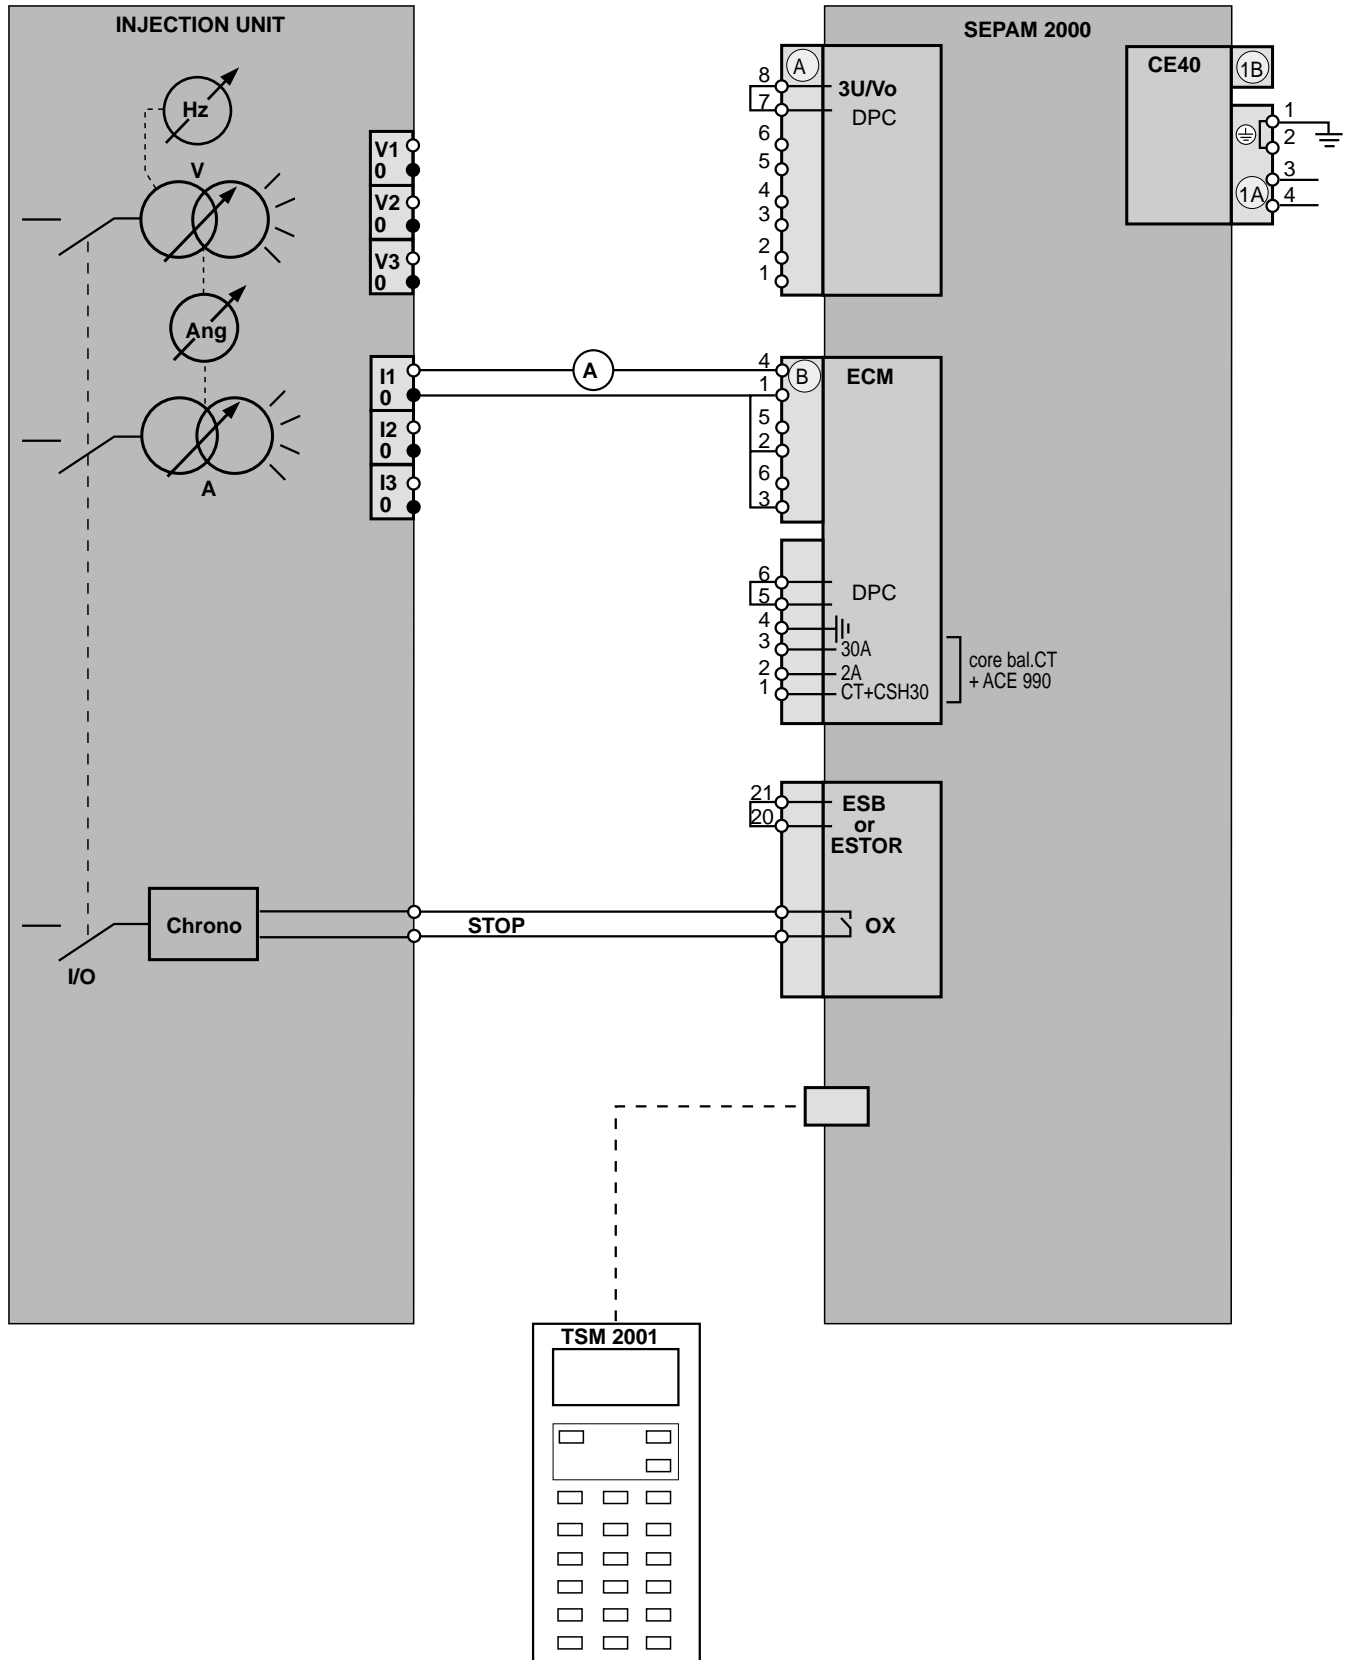 INJECTION UNIT
Hz
V
Ang
A
V1
0
V2
0
V3
0
I1
0
I2
0
I3
0
Chrono
I/O
A
STOP
SEPAM 2000
A
8
7
6
5
4
3
2
1
3U/Vo
DPC
CE40
1B
1A
1
2
3
4
B
ECM
4
1
5
2
6
3
6
5
4
3
2
1
DPC
30A
2A
CT+CSH30
core bal.CT
+ ACE 990
21
20
ESB
or
ESTOR
OX
TSM 2001